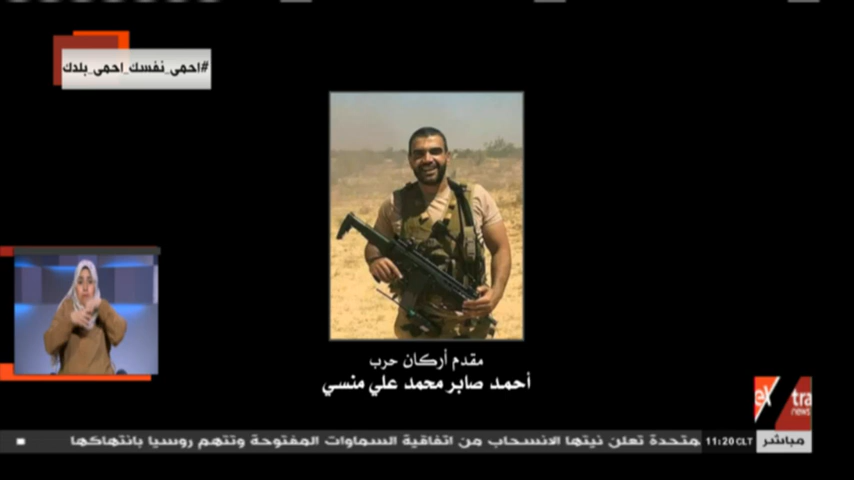 #احمى_نفسك_احمى_بلدك
مقدم أركان حرب
أحمد صابر محمد علي منسي
eXtra
news
مباشر
11:20 CLT
متحدة تعلن نيتها الانسحاب من اتفاقية السماوات المفتوحة وتتهم روسيا بانتهاكها